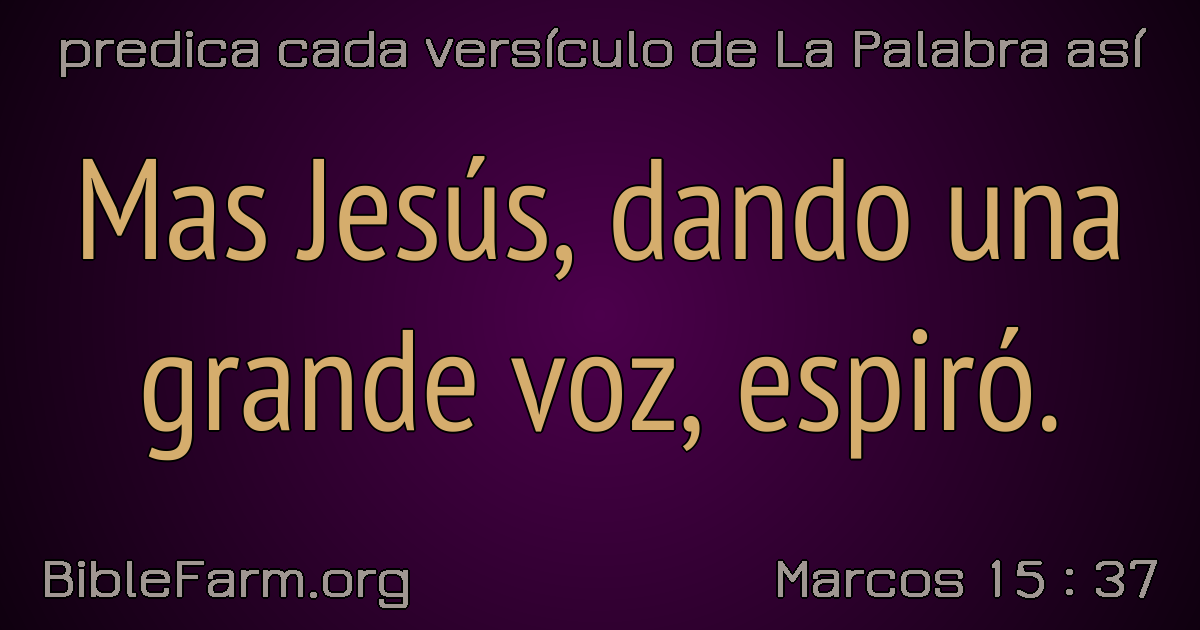 predica cada versículo de La Palabra así
Mas Jesús, dando una
grande voz, espiró.
BibleFarm.org
Marcos 15 : 37